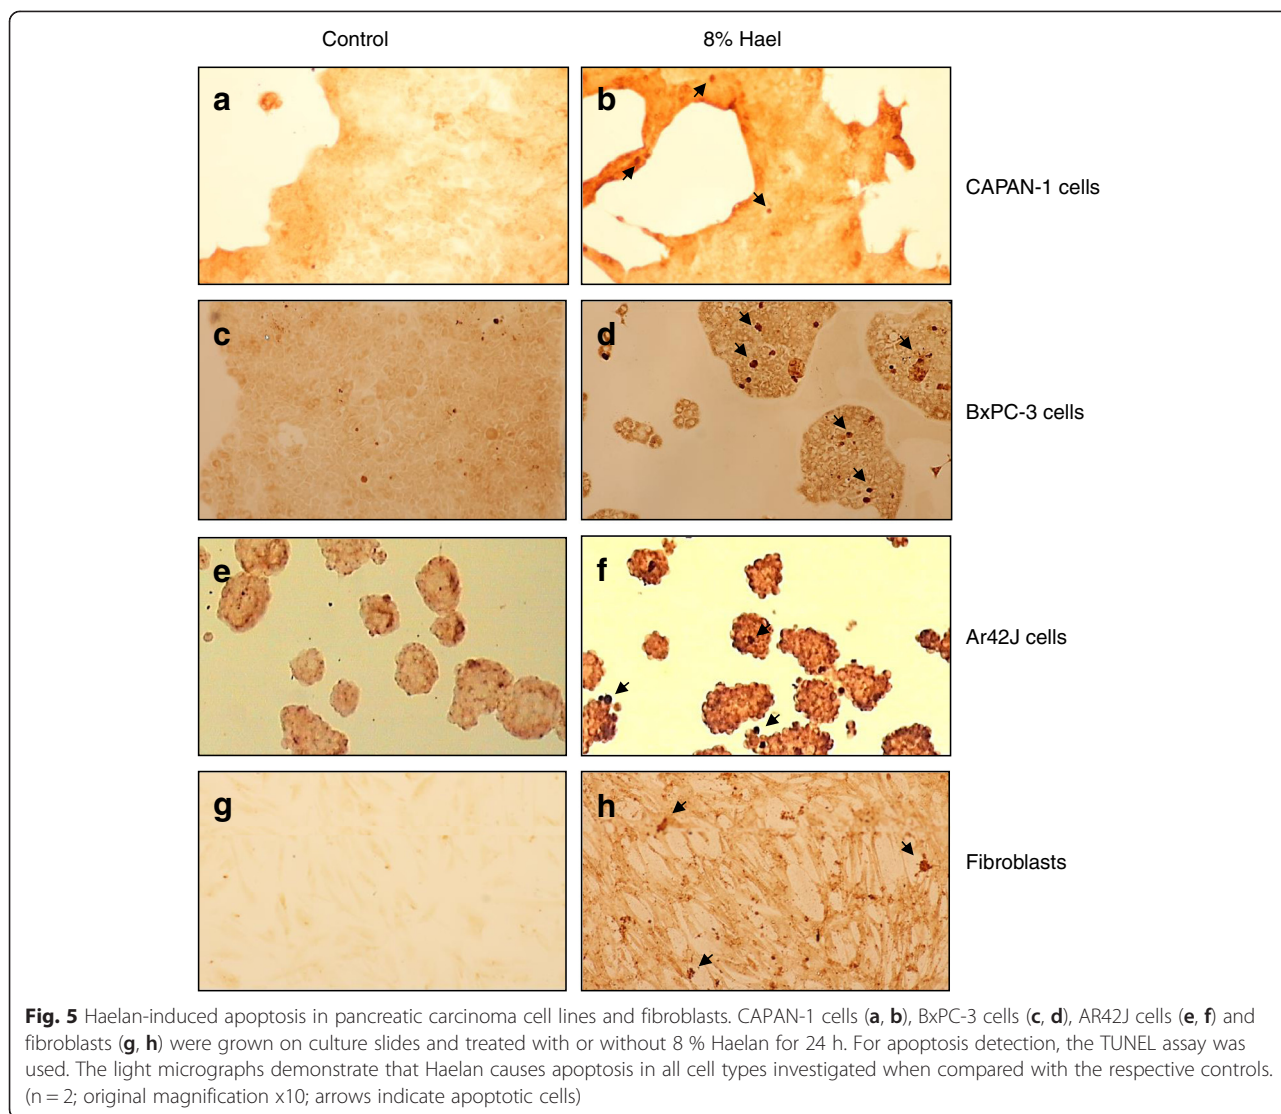 Control
8% Hael
a
b
CAPAN-1 cells
c
d
BxPC-3 cells
e
f
Ar42J cells
g
h
Fibroblasts
Fig. 5 Haelan-induced apoptosis in pancreatic carcinoma cell lines and fibroblasts. CAPAN-1 cells (a, b), BxPC-3 cells (c, d), AR42J cells (e, f) and
fibroblasts (g, h) were grown on culture slides and treated with or without 8 % Haelan for 24 h. For apoptosis detection, the TUNEL assay was
used. The light micrographs demonstrate that Haelan causes apoptosis in all cell types investigated when compared with the respective controls.
(n = 2; original magnification x10; arrows indicate apoptotic cells)